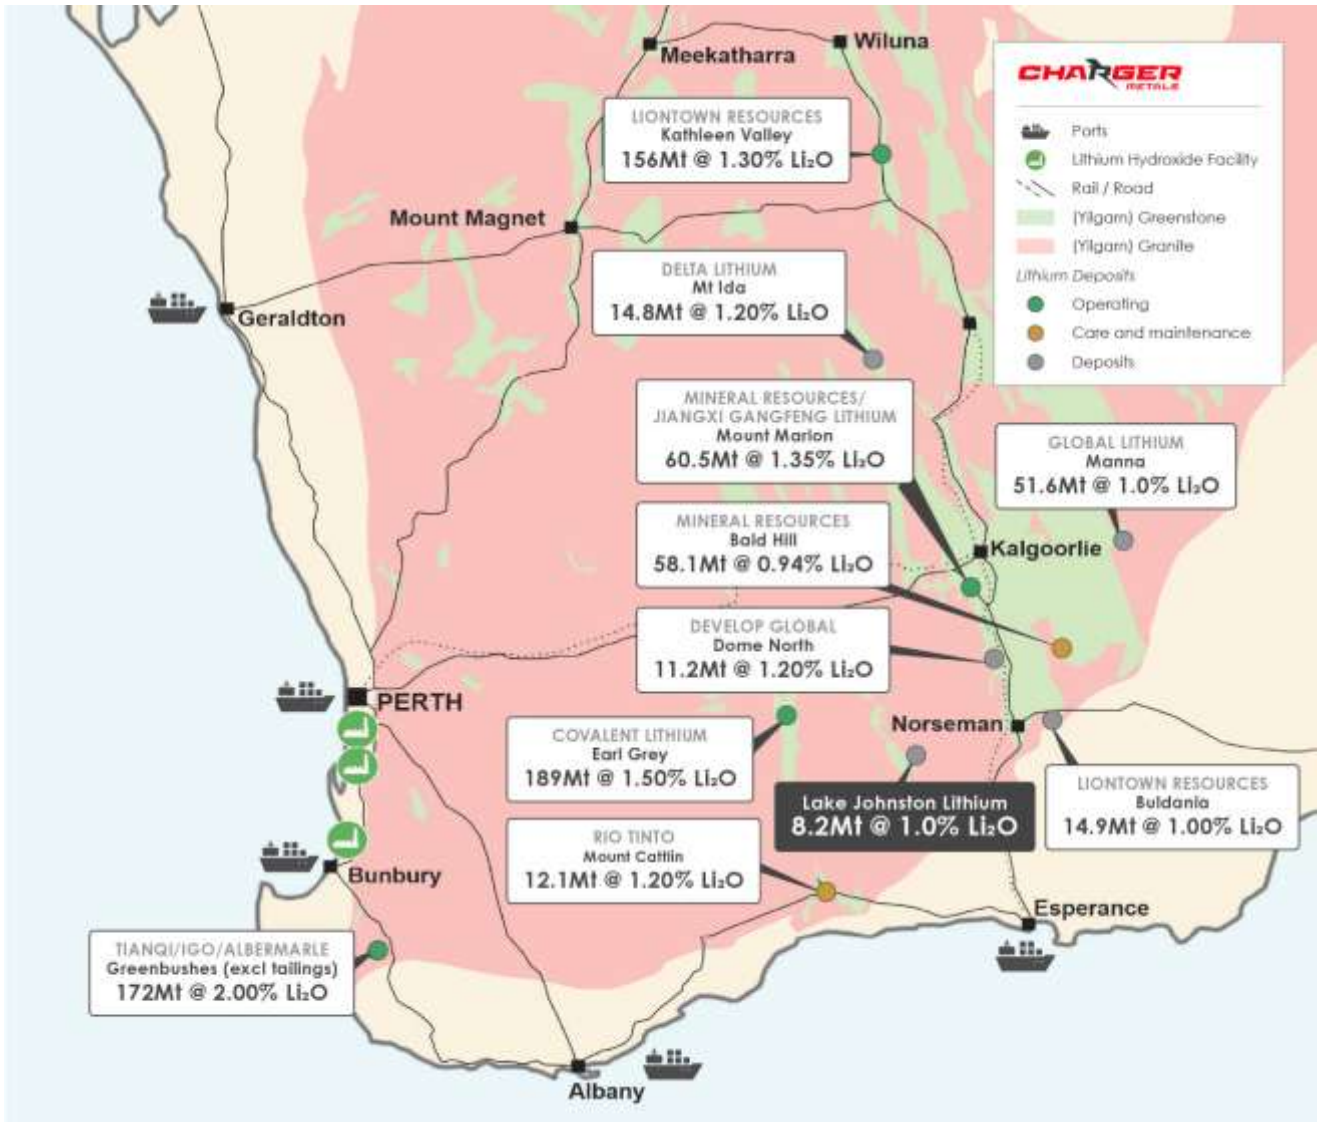 Meekatharra
Wiluna
CHARGER
METALS
Ports
Lithium Hydroxide Facility
Rail / Road
(Yilgarn) Greenstone
(Yilgarn) Granite
Lithium Deposits
Operating
Care and maintenance
Deposits
LIONTOWN RESOURCES
Kathleen Valley
156Mt @ 1.30% Li₂O
Mount Magnet
DELTA LITHIUM
Mt Ida
14.8Mt @ 1.20% Li₂O
Geraldton
MINERAL RESOURCES/
JIANGXI GANGFENG LITHIUM
Mount Marion
60.5Mt @ 1.35% Li₂O
GLOBAL LITHIUM
Manna
51.6Mt @ 1.0% Li₂O
MINERAL RESOURCES
Bald Hill
58.1Mt @ 0.94% Li₂O
Kalgoorlie
DEVELOP GLOBAL
Dome North
11.2Mt @ 1.20% Li₂O
PERTH
Norseman
COVALENT LITHIUM
Earl Grey
189Mt @ 1.50% Li₂O
Lake Johnston Lithium
8.2Mt @ 1.0% Li₂O
LIONTOWN RESOURCES
Buldania
14.9Mt @ 1.00% Li₂O
RIO TINTO
Mount Cattlin
12.1Mt @ 1.20% Li₂O
Bunbury
Esperance
TIANQI/IGO/ALBERMARLE
Greenbushes (excl tailings)
172Mt @ 2.00% Li₂O
Albany